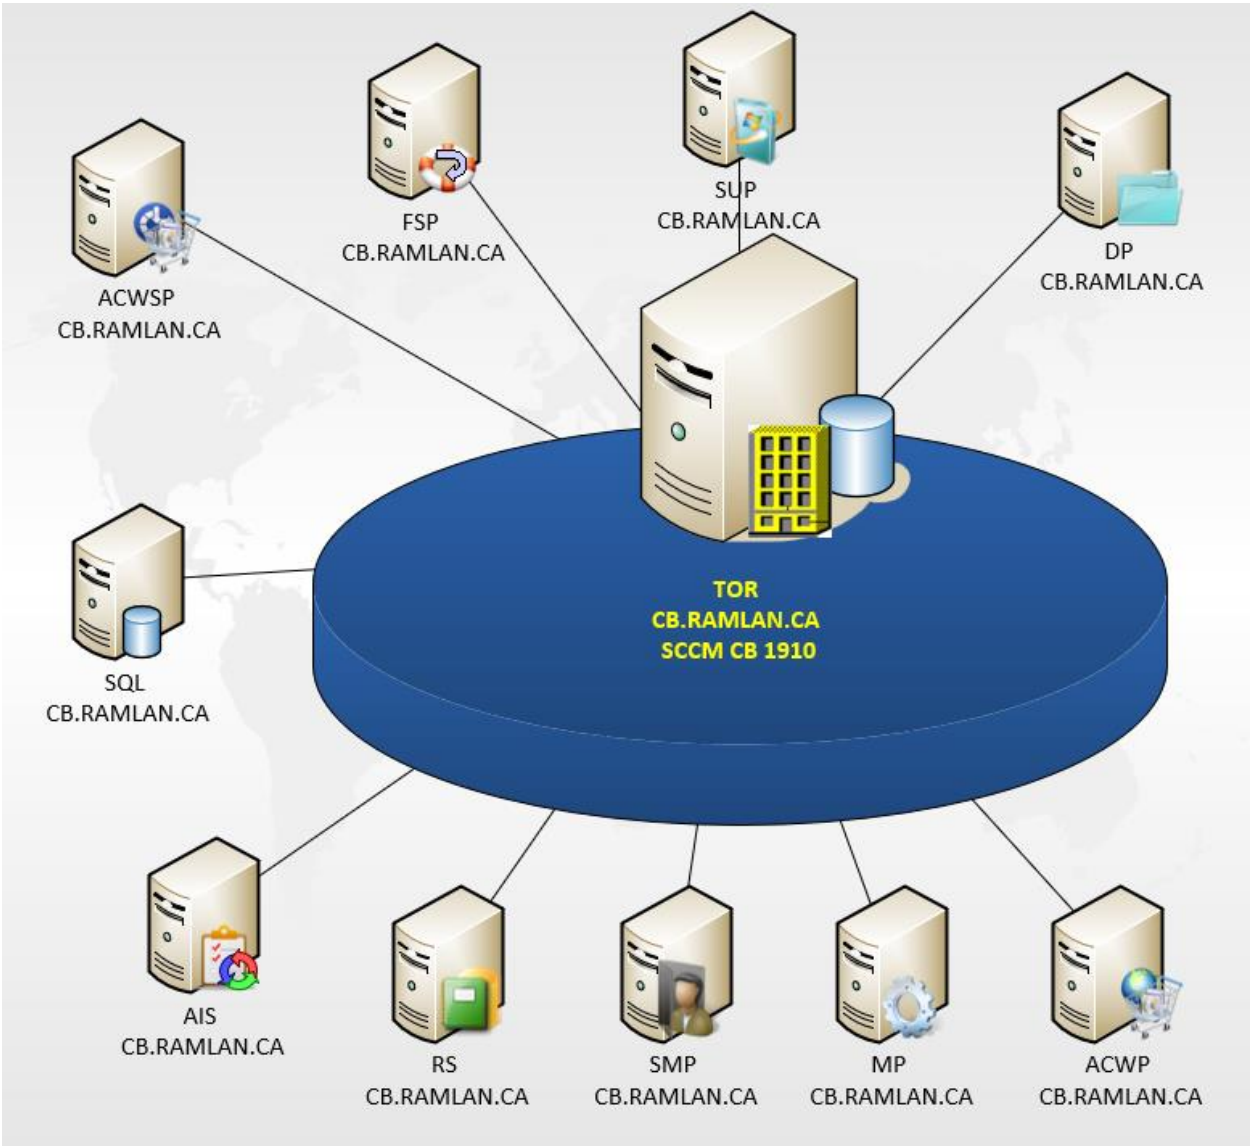 SUP
CB.RAMLAN.CA
FSP
CB.RAMLAN.CA
DP
CB.RAMLAN.CA
ACWSP
CB.RAMLAN.CA
TOR
CB.RAMLAN.CA
SCCM CB 1910
SQL
CB.RAMLAN.CA
AIS
CB.RAMLAN.CA
RS
CB.RAMLAN.CA
SMP
CB.RAMLAN.CA
MP
CB.RAMLAN.CA
ACWP
CB.RAMLAN.CA